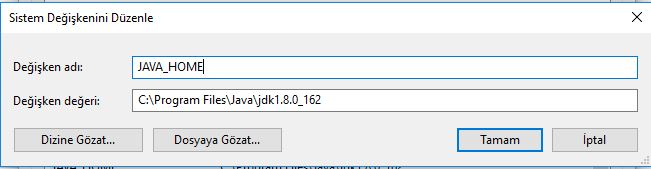 Sistem Değişkenini Düzenle
Değişken adı: JAVA_HOME
Değişken değeri: C:\Program Files\Java\jdk1.8.0_162
Dizine Gözat... Dosyaya Gözat... Tamam İptal